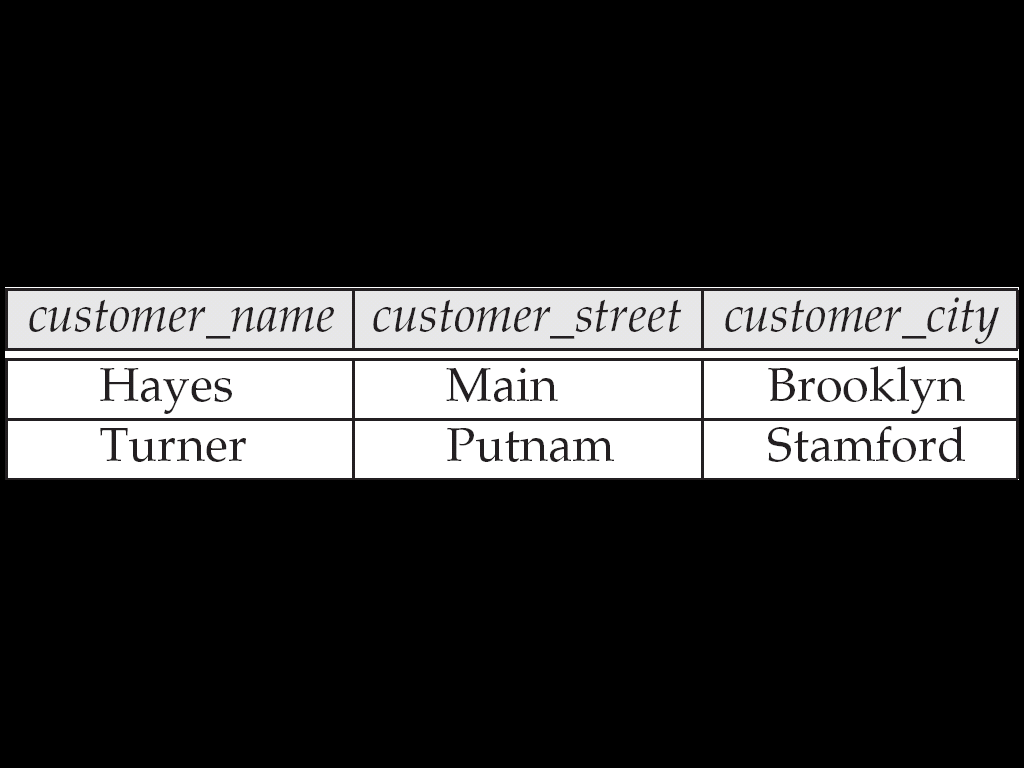 customer_name customer_street customer_city
Hayes Main Brooklyn
Turner Putnam Stamford